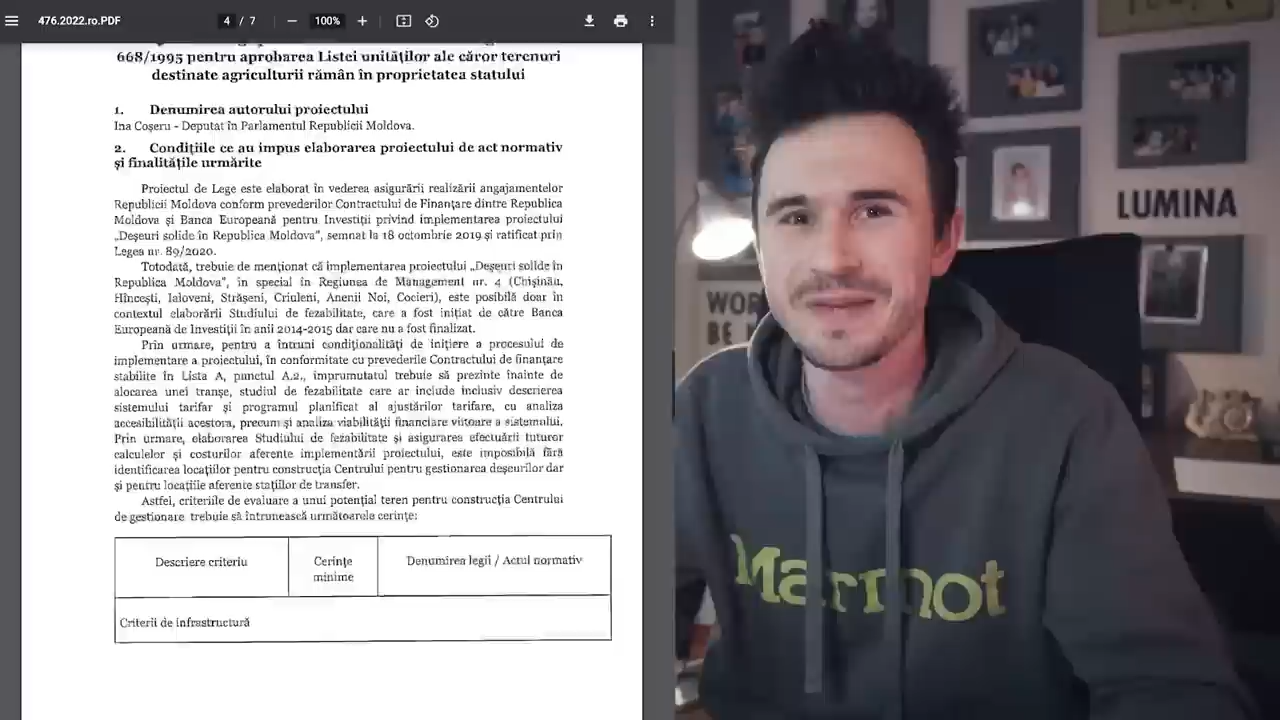 476.2022.ro.PDF
4 / 7
100%
668/1995 pentru aprobarea Listei unităților ale căror terenuri
destinate agriculturii rămân în proprietatea statului
1. Denumirea autorului proiectului
Ina Coșeru - Deputat în Parlamentul Republicii Moldova.
2. Condițiile ce au impus elaborarea proiectului de act normativ
și finalitățile urmărite
Proiectul de Lege este elaborat în vederea asigurării realizării angajamentelor
Republicii Moldova conform prevederilor Contractului de Finanțare dintre Republica
Moldova și Banca Europeană pentru Investiții privind implementarea proiectului
„Deșeuri solide în Republica Moldova”, semnat la 18 octombrie 2019 și ratificat prin
Legea nr. 89/2020.
Totodată, trebuie de menționat că implementarea proiectului „Deșeuri solide în
Republica Moldova”, în special în Regiunea de Management nr. 4 (Chișinău,
Hîncești, Ialoveni, Strășeni, Criuleni, Anenii Noi, Cocieri), este posibilă doar în
contextul elaborării Studiului de fezabilitate, care a fost inițiat de către Banca
Europeană de Investiții în anii 2014-2015 dar care nu a fost finalizat.
Prin urmare, pentru a întruni condiționalități de inițiere a procesului de
implementare a proiectului, în conformitate cu prevederile Contractului de finanțare
stabilite în Lista A, punctul A.2., împrumutatul trebuie să prezinte înainte de
alocarea unei tranșe, studiul de fezabilitate care ar include inclusiv descrierea
sistemului tarifar și programul planificat al ajustărilor tarifare, cu analiza
accesibilității acestora, precum și analiza viabilității financiare viitoare a sistemului.
Prin urmare, elaborarea Studiului de fezabilitate și asigurarea efectuării tuturor
calculelor și costurilor aferente implementării proiectului, este imposibilă fără
identificarea locațiilor pentru construcția Centrului pentru gestionarea deșeurilor dar
și pentru locațiile aferente stațiilor de transfer.
Astfel, criteriile de evaluare a unui potențial teren pentru construcția Centrului
de gestionare trebuie să întrunească următoarele cerințe:
Descriere criteriu
Cerințe
minime
Denumirea legii / Actul normativ
Criterii de infrastructură
LUMINA
WOR
BE
Marmot